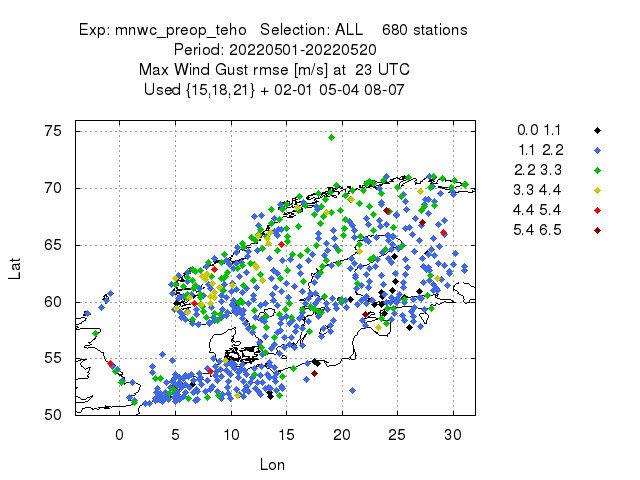 Exp: mnwc_preop_teho   Selection: ALL    680 stations
Period: 20220501-20220520
Max Wind Gust rmse [m/s] at  23 UTC
Used {15,18,21} + 02-01 05-04 08-07
75
70
65
60
55
50
Lat
0 5 10 15 20 25 30
Lon
0.0 1.1
1.1 2.2
2.2 3.3
3.3 4.4
4.4 5.4
5.4 6.5